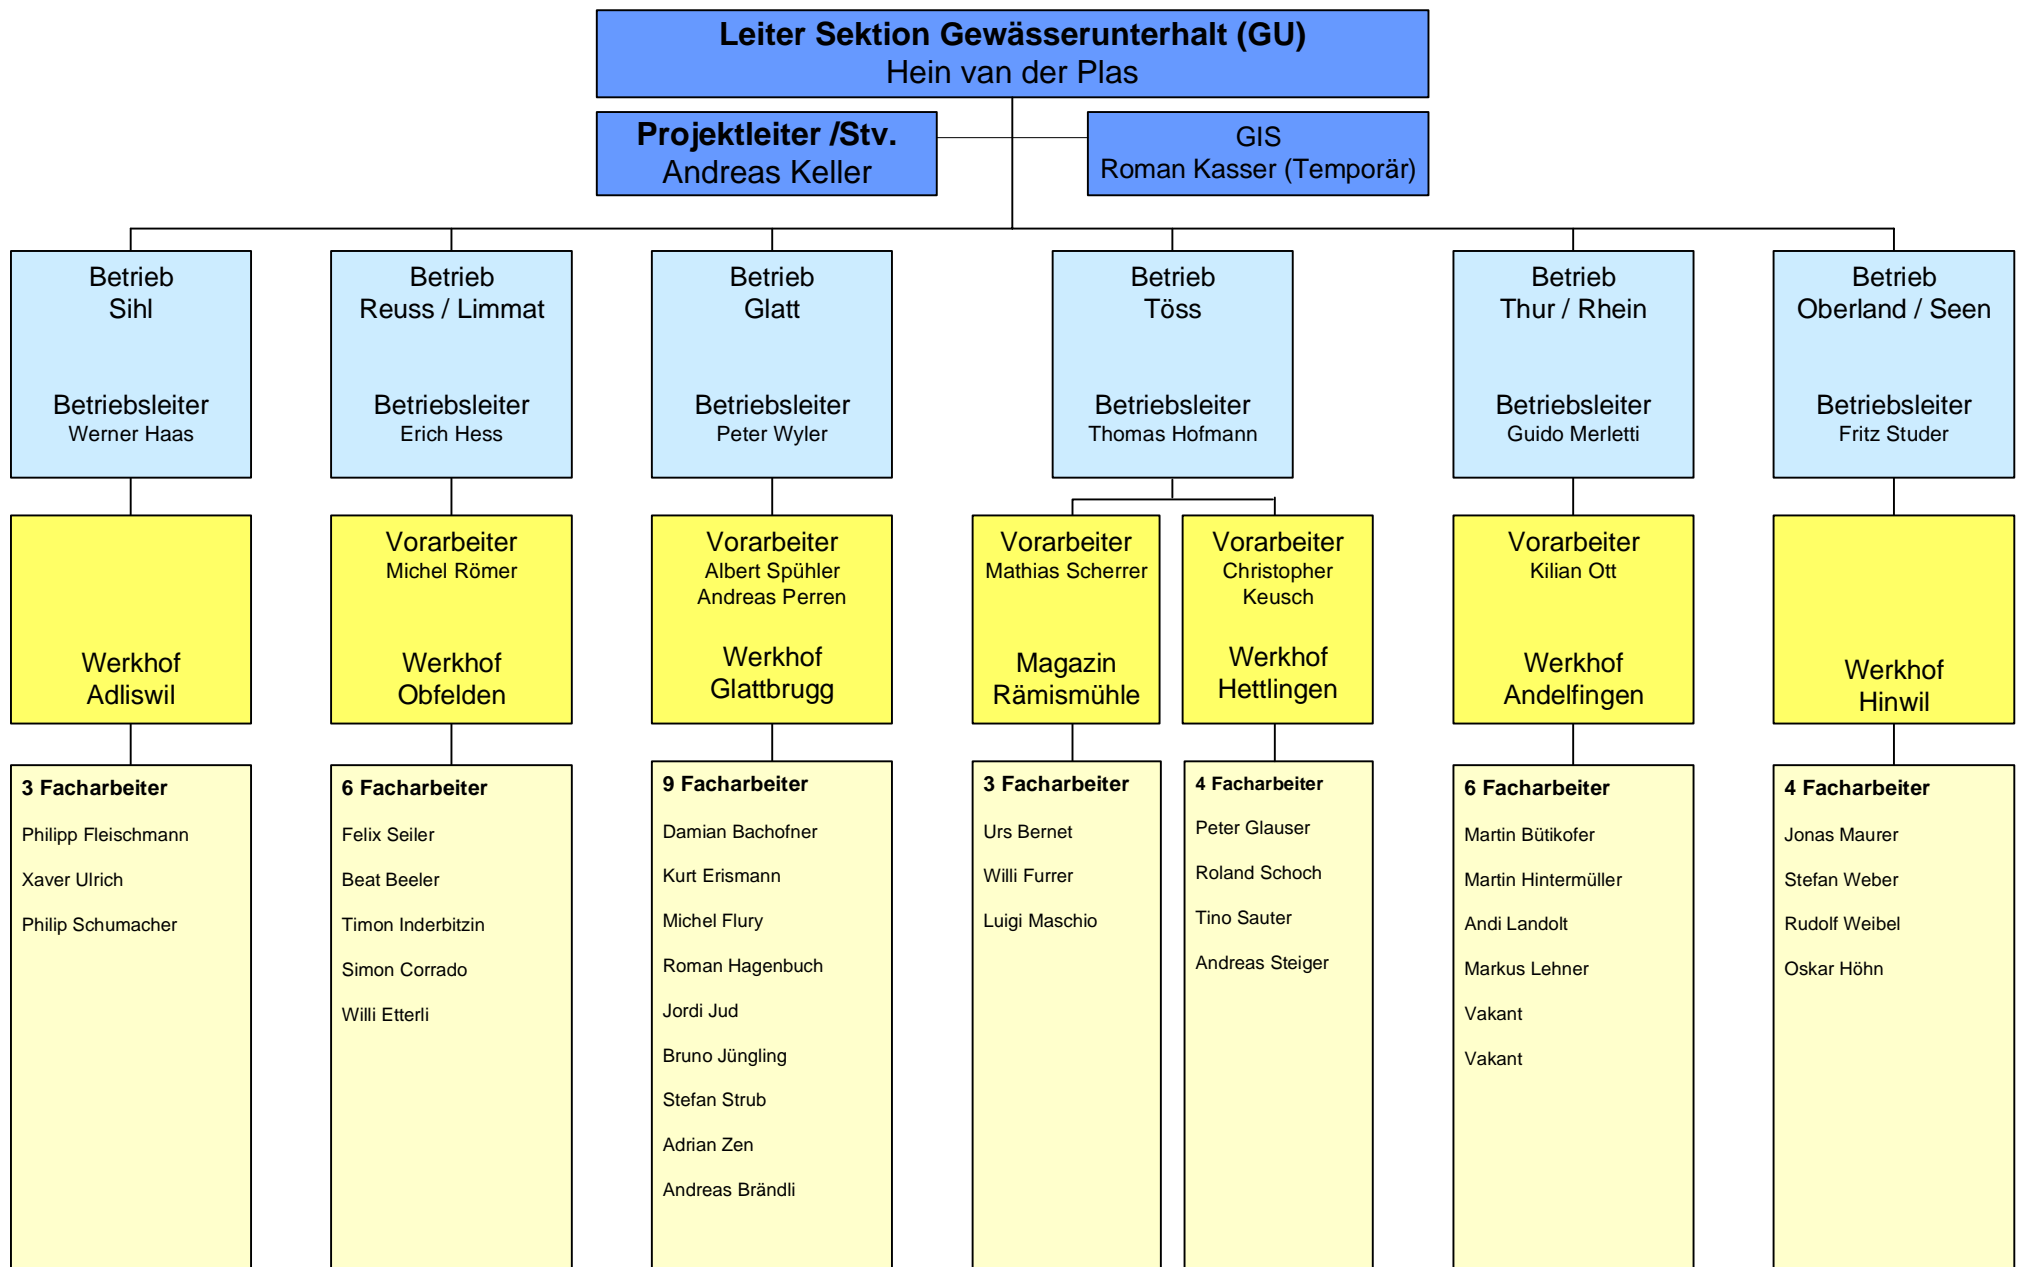 Leiter Sektion Gewässerunterhalt (GU)
Hein van der Plas
Projektleiter /Stv.
Andreas Keller
GIS
Roman Kasser (Temporär)
Betrieb
Sihl
Betriebsleiter
Werner Haas
Betrieb
Reuss / Limmat
Betriebsleiter
Erich Hess
Betrieb
Glatt
Betriebsleiter
Peter Wyler
Betrieb
Töss
Betriebsleiter
Thomas Hofmann
Betrieb
Thur / Rhein
Betriebsleiter
Guido Merletti
Betrieb
Oberland / Seen
Betriebsleiter
Fritz Studer
Werkhof
Adliswil
Vorarbeiter
Michel Römer
Werkhof
Obfelden
Vorarbeiter
Albert Spühler
Andreas Perren
Werkhof
Glattbrugg
Vorarbeiter
Mathias Scherrer
Magazin
Rämismühle
Vorarbeiter
Christopher
Keusch
Werkhof
Hettlingen
Vorarbeiter
Kilian Ott
Werkhof
Andelfingen
Werkhof
Hinwil
3 Facharbeiter
Philipp Fleischmann
Xaver Ulrich
Philip Schumacher
6 Facharbeiter
Felix Seiler
Beat Beeler
Timon Inderbitzin
Simon Corrado
Willi Etterli
9 Facharbeiter
Damian Bachofner
Kurt Erismann
Michel Flury
Roman Hagenbuch
Jordi Jud
Bruno Jüngling
Stefan Strub
Adrian Zen
Andreas Brändli
3 Facharbeiter
Urs Bernet
Willi Furrer
Luigi Maschio
4 Facharbeiter
Peter Glauser
Roland Schoch
Tino Sauter
Andreas Steiger
6 Facharbeiter
Martin Bütikofer
Martin Hintermüller
Andi Landolt
Markus Lehner
Vakant
Vakant
4 Facharbeiter
Jonas Maurer
Stefan Weber
Rudolf Weibel
Oskar Höhn